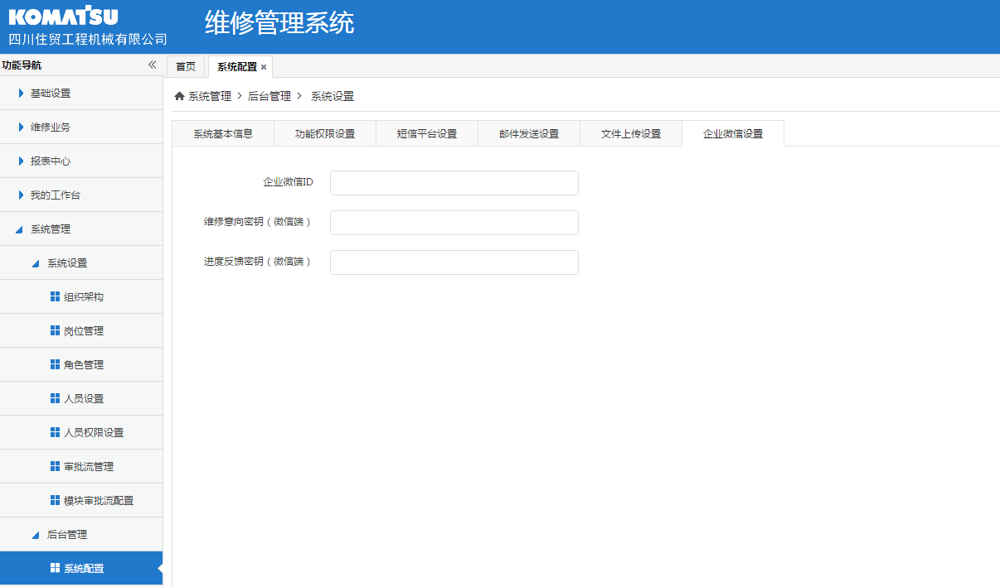 KOMATSU
四川住贸工程机械有限公司
维修管理系统
功能导航
首页
系统配置
基础设置
维修业务
报表中心
我的工作台
系统管理
系统设置
组织架构
岗位管理
角色管理
人员设置
人员权限设置
审批流管理
模块审批流配置
后台管理
系统配置
系统管理 > 后台管理 > 系统设置
系统基本信息
功能权限设置
短信平台设置
邮件发送设置
文件上传设置
企业微信设置
企业微信ID
维修意向密钥（微信端）
进度反馈密钥（微信端）